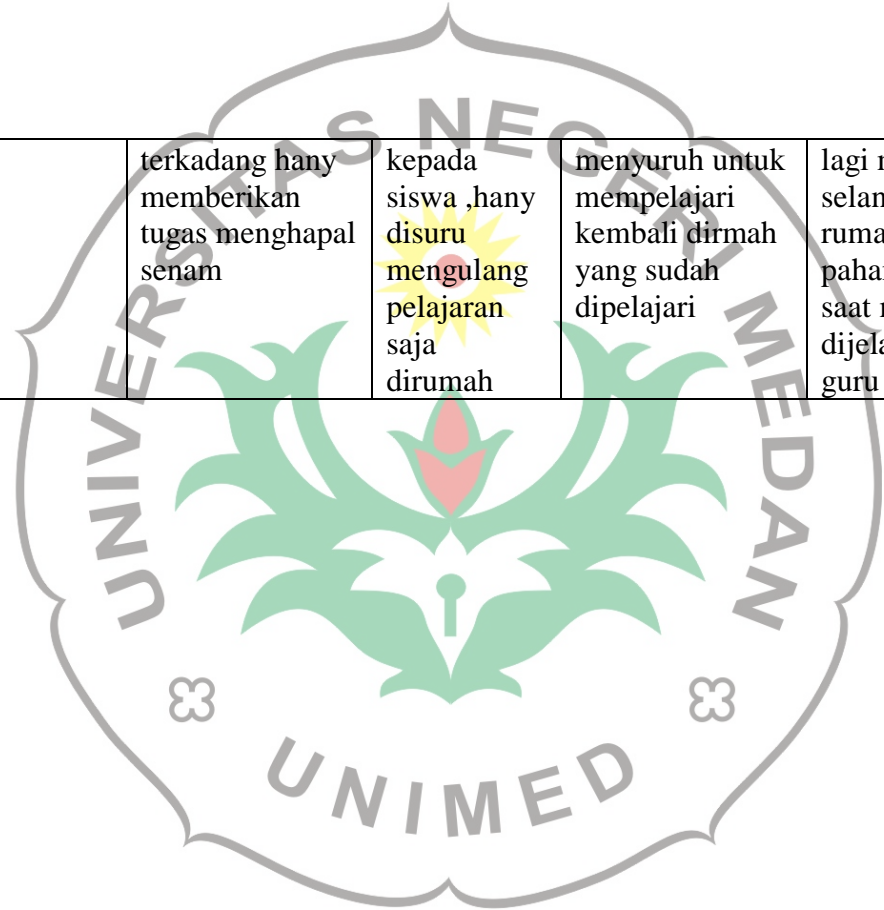 UNIVERSITAS NEGERI MEDAN
terkadang hany
memberikan
tugas menghapal
senam
kepada
siswa ,hany
disuru
mengulang
pelajaran
saja
dirumah
menyuruh untuk
mempelajari
kembali dirmah
yang sudah
dipelajari
lagi
saat
guru
UNIMED